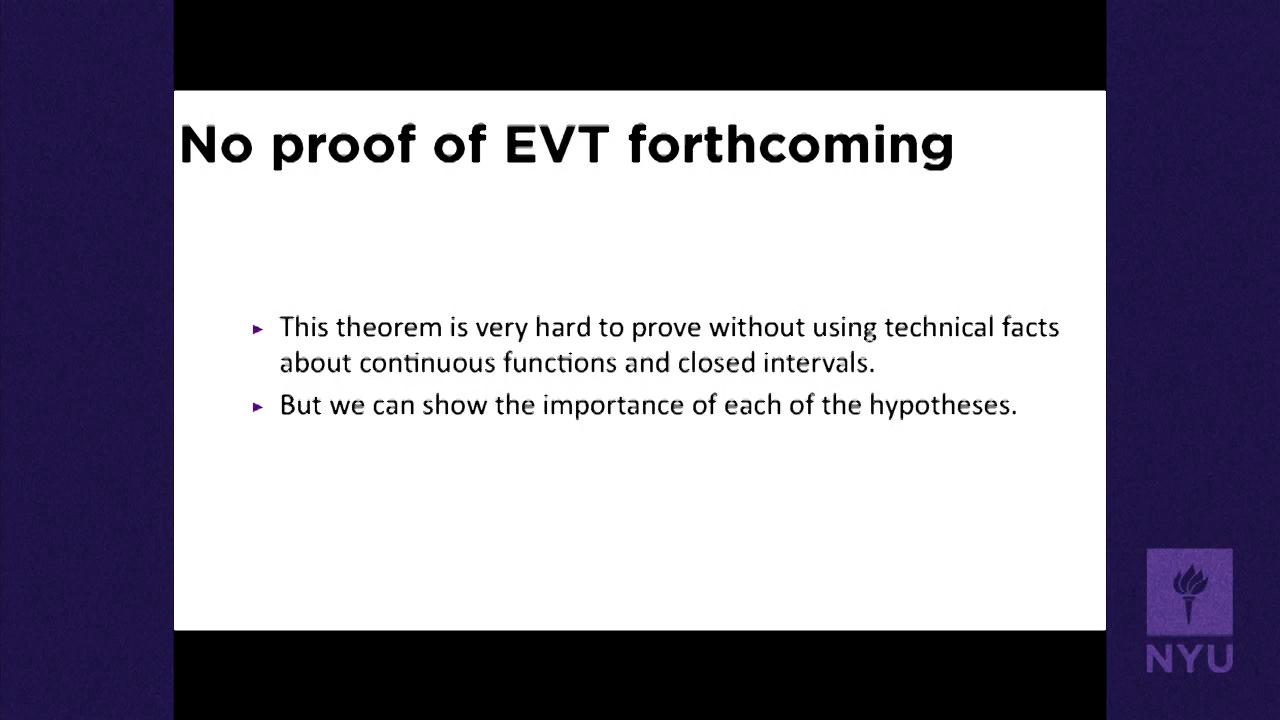 No proof of EVT forthcoming
▸ This theorem is very hard to prove without using technical facts
about continuous functions and closed intervals.
▸ But we can show the importance of each of the hypotheses.
NYU